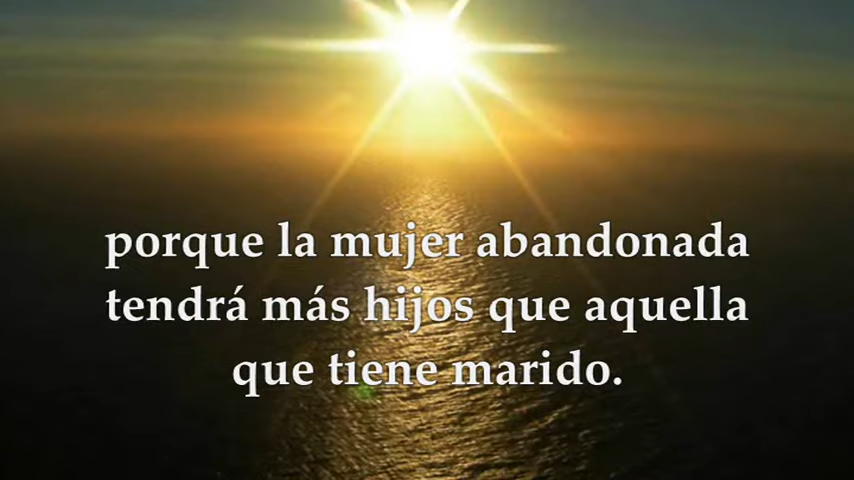 porque la mujer abandonada
tendrá más hijos que aquella
que tiene marido.